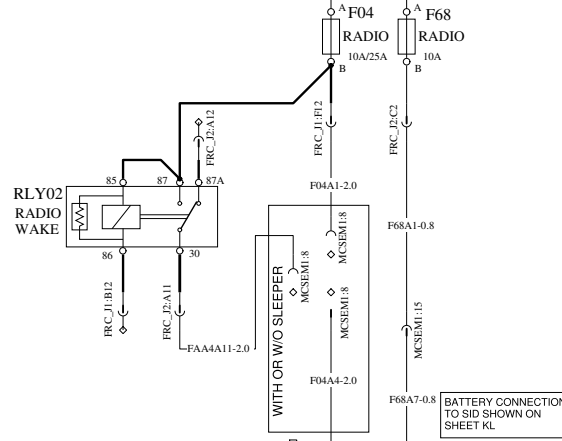 A F04
RADIO
10A/25A
B
A F68
RADIO
10A
B
FRC_J2:A12
FRC_J1:F12
FRC_J2:C2
85
87
87A
RLY02
RADIO
WAKE
86
30
F04A1-2.0
F68A1-0.8
MCSEM1:8
MCSEM1:8
MCSEM1:8
MCSEM1:15
WITH OR W/O SLEEPER
FRC_J1:B12
FRC_J2:A11
FAA4A11-2.0
F04A4-2.0
F68A7-0.8
BATTERY CONNECTION
TO SID SHOWN ON
SHEET KL